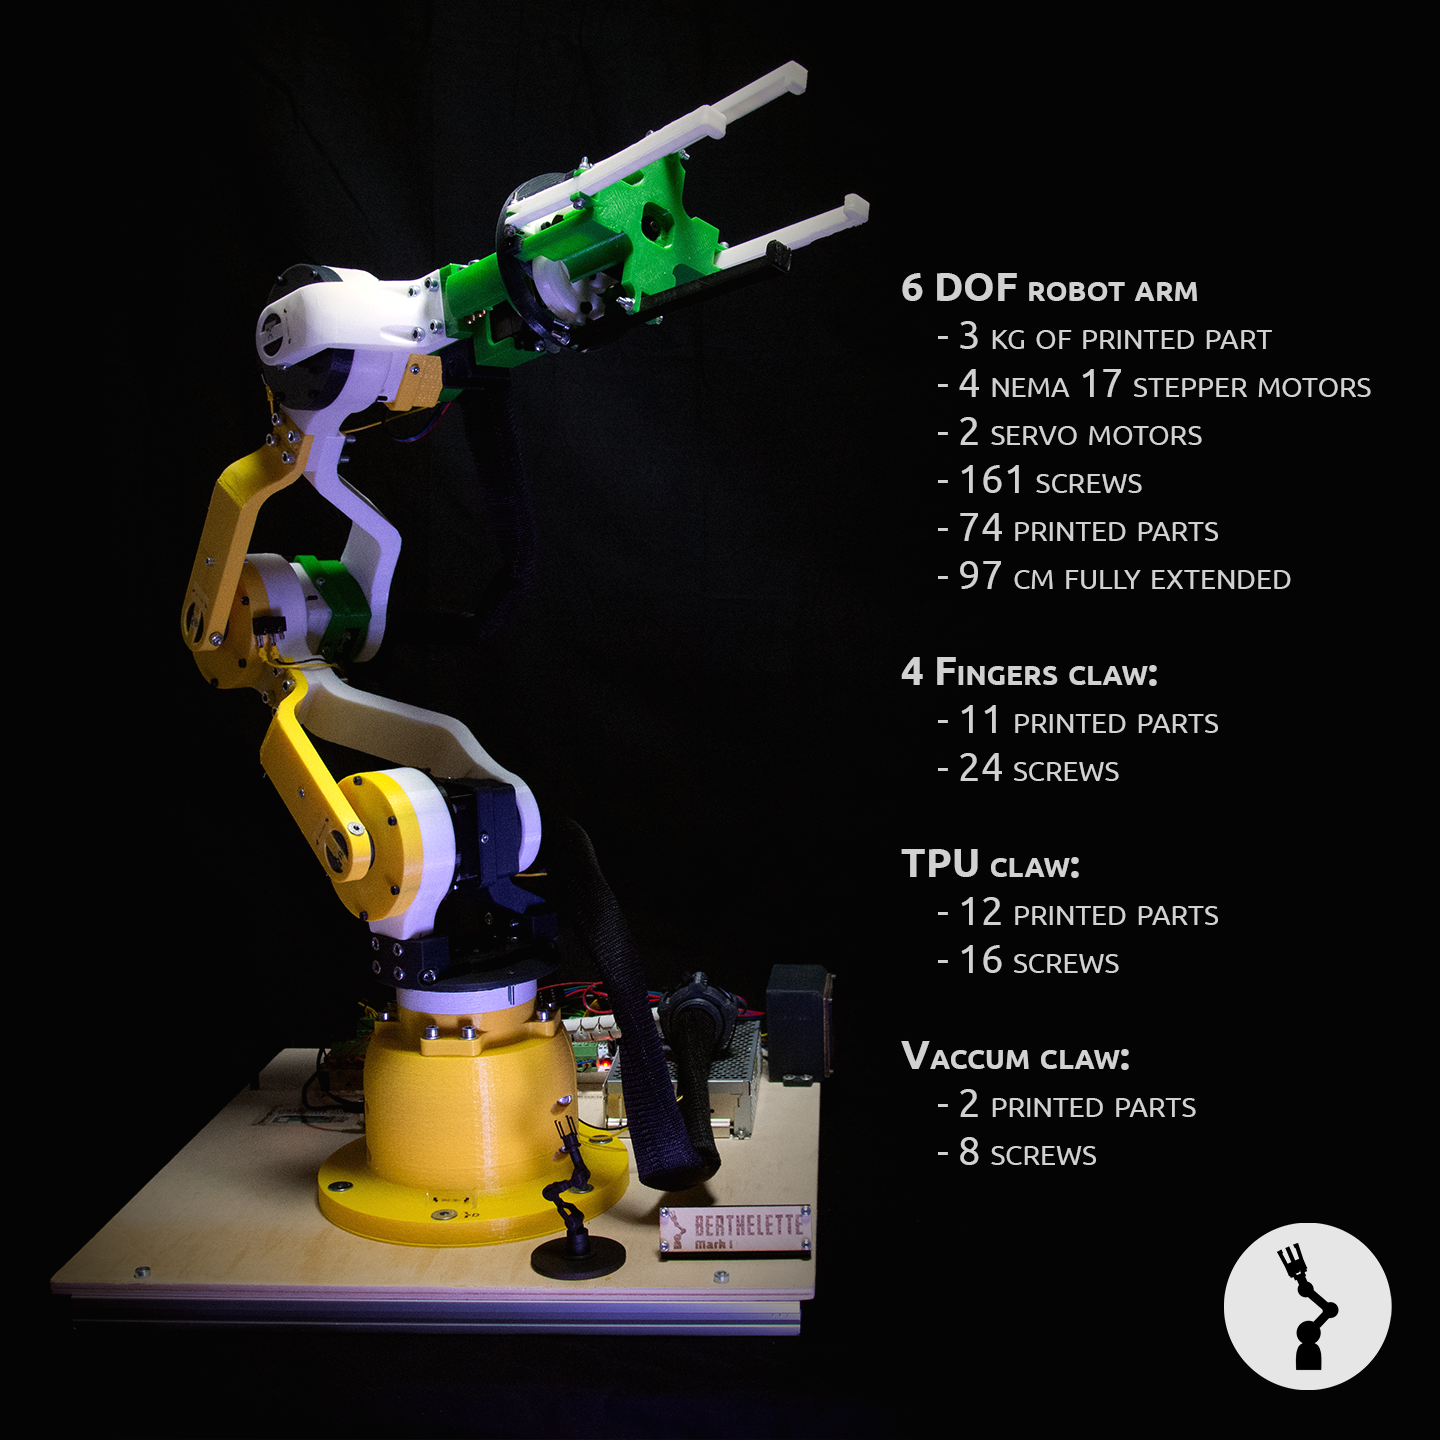 6 DOF ROBOT ARM
- 3 KG OF PRINTED PART
- 4 NEMA 17 STEPPER MOTORS
- 2 SERVO MOTORS
- 161 SCREWS
- 74 PRINTED PARTS
- 97 CM FULLY EXTENDED
4 FINGERS CLAW:
- 11 PRINTED PARTS
- 24 SCREWS
TPU CLAW:
- 12 PRINTED PARTS
- 16 SCREWS
VACCUM CLAW:
- 2 PRINTED PARTS
- 8 SCREWS
BERTHELETTE
Mark I